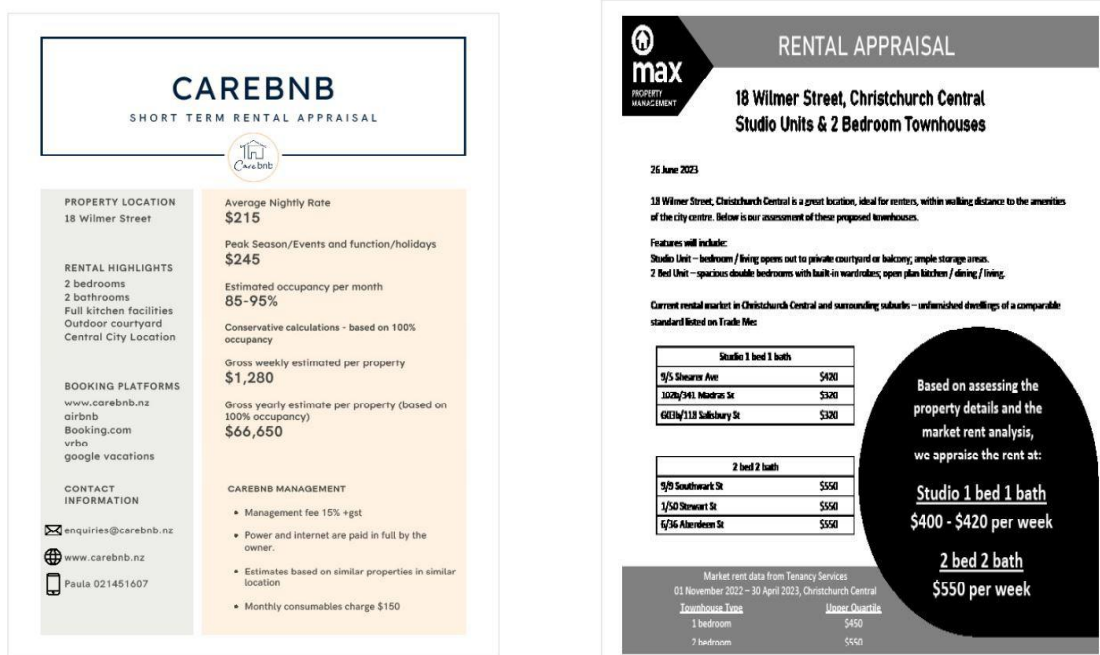 CAREBNB
SHORT TERM RENTAL APPRAISAL
Carebnb
PROPERTY LOCATION
18 Wilmer Street
RENTAL HIGHLIGHTS
2 bedrooms
2 bathrooms
Full kitchen facilities
Outdoor courtyard
Central City Location
BOOKING PLATFORMS
www.carebnb.nz
airbnb
Booking.com
vrbo
google vacations
CONTACT
INFORMATION
enquiries@carebnb.nz
www.carebnb.nz
Paula 021451607
Average Nightly Rate
$215
Peak Season/Events and function/holidays
$245
Estimated occupancy per month
85-95%
Conservative calculations - based on 100%
occupancy
Gross weekly estimated per property
$1,280
Gross yearly estimate per property (based on
100% occupancy)
$66,650
CAREBNB MANAGEMENT
• Management fee 15% +gst
• Power and internet are paid in full by the
owner.
• Estimates based on similar properties in similar
location
• Monthly consumables charge $150
max
PROPERTY
MANAGEMENT
RENTAL APPRAISAL
18 Wilmer Street, Christchurch Central
Studio Units & 2 Bedroom Townhouses
26 June 2023
18 Wilmer Street, Christchurch Central is a great location, ideal for renters, within walking distance to the amenities
of the city centre. Below is our assessment of these proposed townhouses.
Features will include:
Studio Unit – bedroom / living opens out to private courtyard or balcony; ample storage areas.
2 Bed Unit – spacious double bedrooms with built-in wardrobes; open plan kitchen / dining / living.
Current rental market in Christchurch Central and surrounding suburbs – unfurnished dwellings of a comparable
standard listed on Trade Me:
Studio 1 bed 1 bath
9/5 Shearer Ave $420
102b/341 Madras St $320
603b/118 Salisbury St $320
2 bed 2 bath
9/9 Southwark St $550
1/50 Stewart St $550
6/36 Aberdeen St $550
Based on assessing the
property details and the
market rent analysis,
we appraise the rent at:
Studio 1 bed 1 bath
$400 - $420 per week
2 bed 2 bath
$550 per week
Market rent data from Tenancy Services
01 November 2022 – 30 April 2023, Christchurch Central
Townhouse Type Upper Quartile
1 bedroom $450
2 bedroom $550